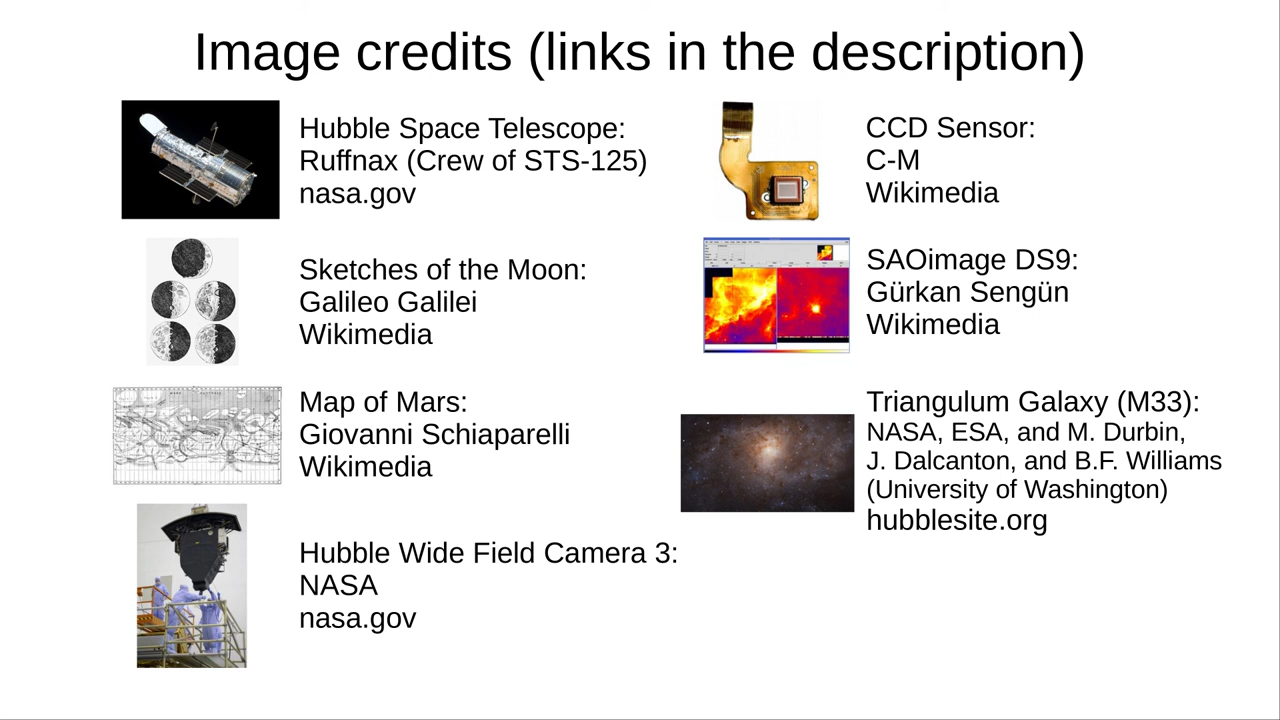 Image credits (links in the description)
Hubble Space Telescope:
Ruffnax (Crew of STS-125)
nasa.gov
Sketches of the Moon:
Galileo Galilei
Wikimedia
Map of Mars:
Giovanni Schiaparelli
Wikimedia
Hubble Wide Field Camera 3:
NASA
nasa.gov
CCD Sensor:
C-M
Wikimedia
SAOimage DS9:
Gürkan Sengün
Wikimedia
Triangulum Galaxy (M33):
NASA, ESA, and M. Durbin,
J. Dalcanton, and B.F. Williams
(University of Washington)
hubblesite.org